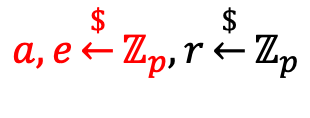 a, e ←$ ℤₚ, r ←$ ℤₚ